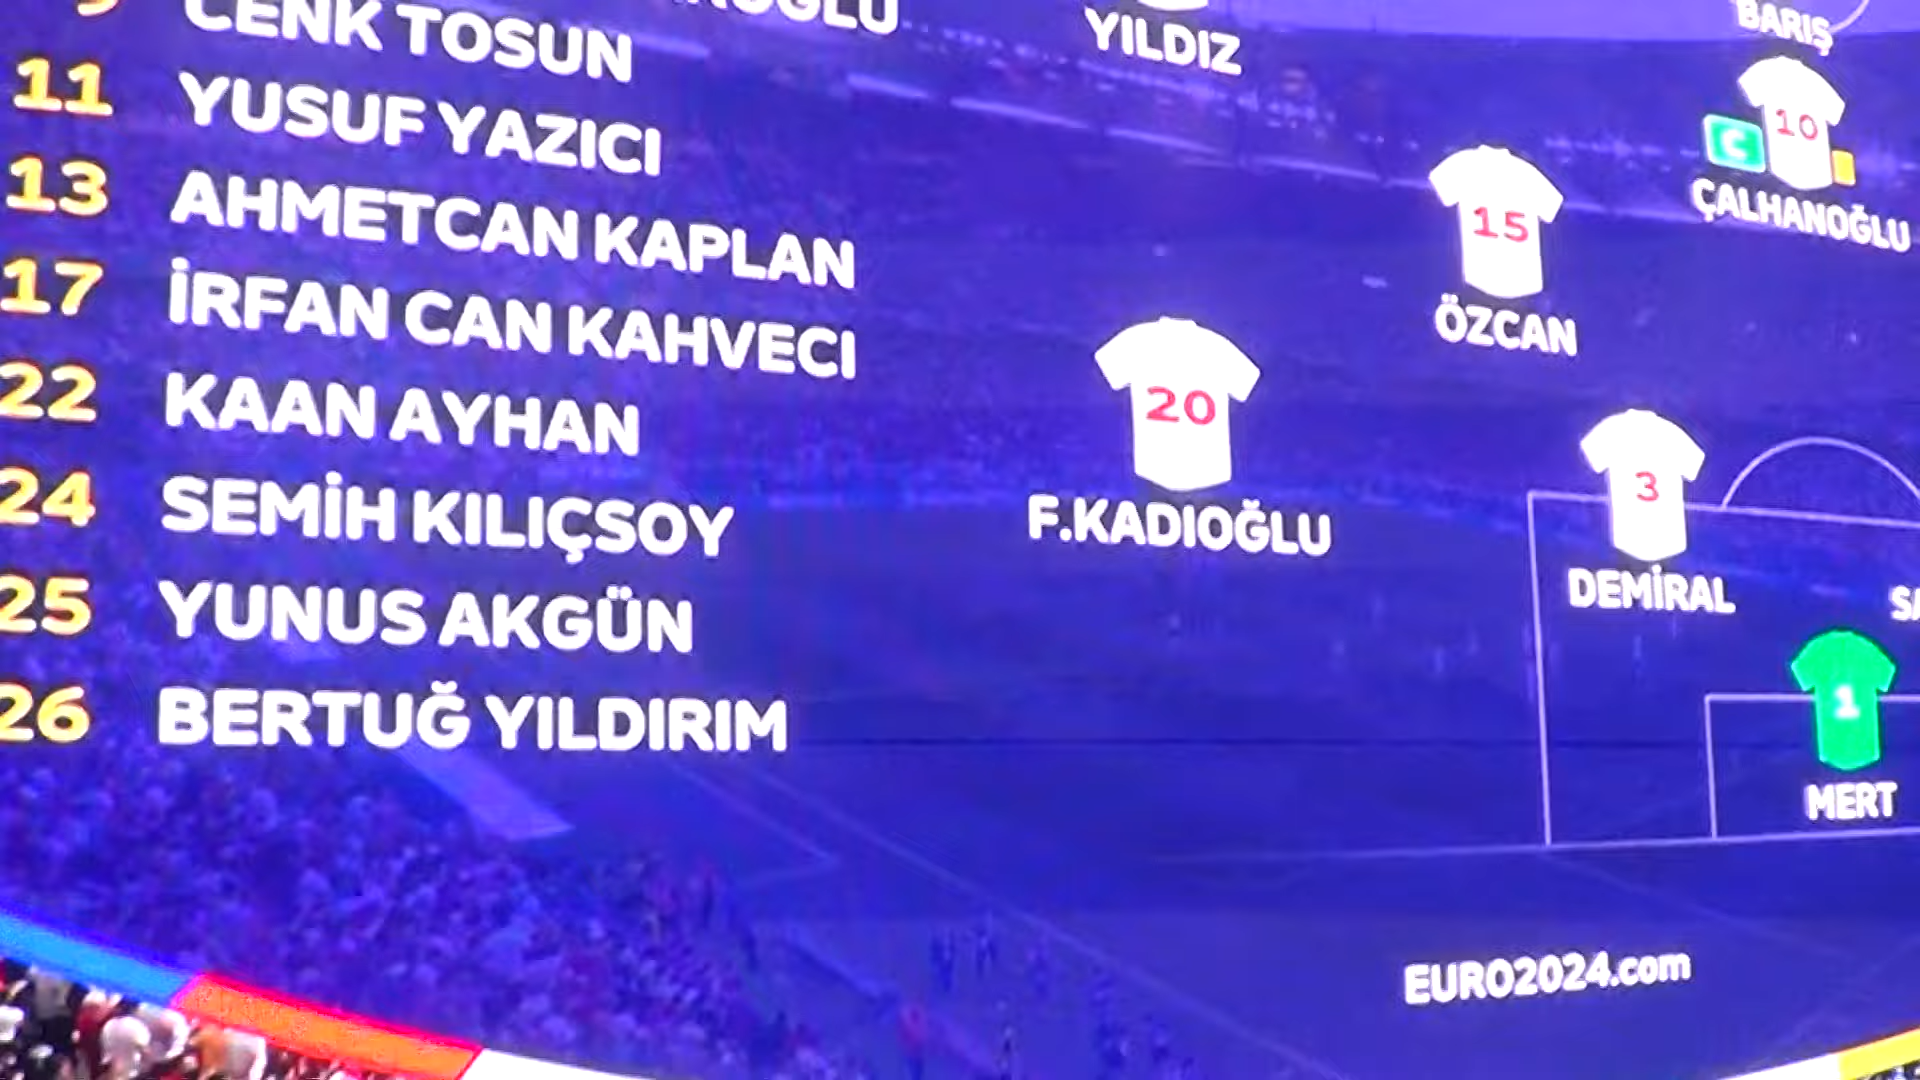 9 CENK TOSUN
11 YUSUF YAZICI
13 AHMETCAN KAPLAN
17 İRFAN CAN KAHVECI
22 KAAN AYHAN
24 SEMİH KILIÇSOY
25 YUNUS AKGÜN
26 BERTUĞ YILDIRIM
YILDIZ
BARIŞ
C 10
ÇALHANOĞLU
15
ÖZCAN
20
F.KADIOĞLU
3
DEMİRAL
1
MERT
EURO2024.com